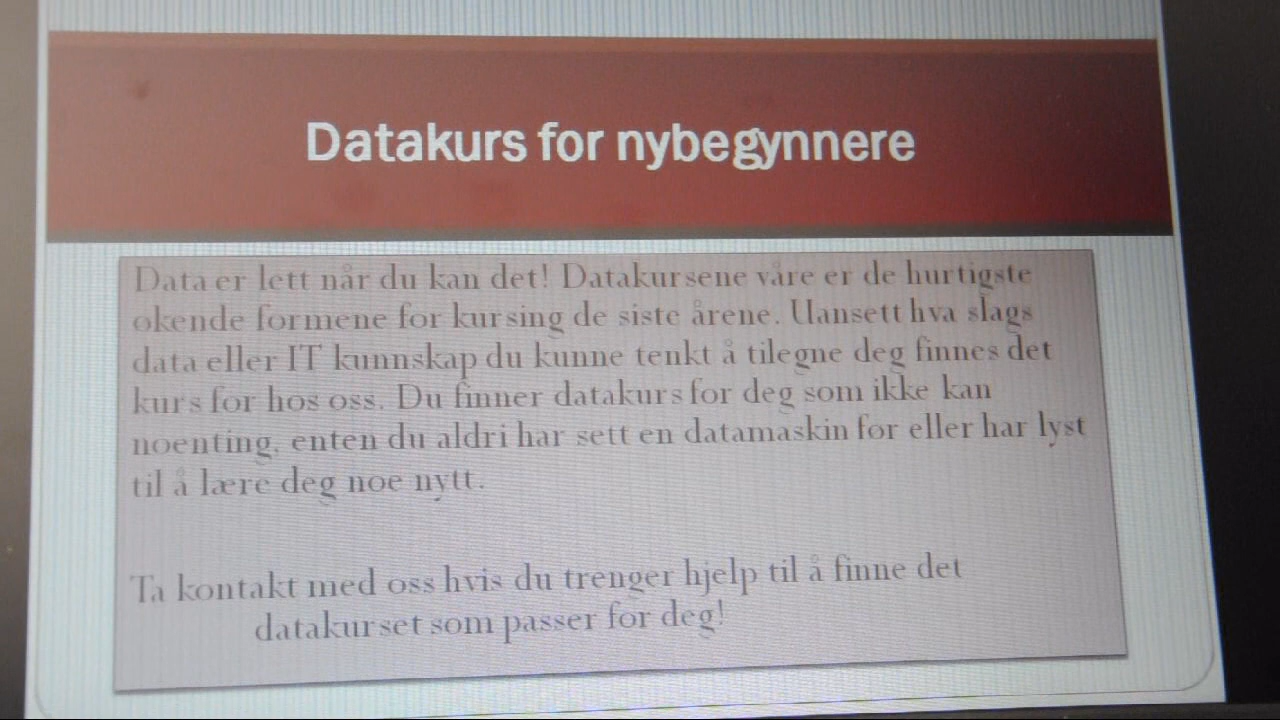 Datakurs for nybegynnere
Data er lett når du kan det! Datakursene våre er de hurtigste
økende formene for kursing de siste årene. Uansett hva slags
data eller IT kunnskap du kunne tenkt å tilegne deg finnes det
kurs for hos oss. Du finner datakurs for deg som ikke kan
noenting, enten du aldri har sett en datamaskin før eller har lyst
til å lære deg noe nytt.
Ta kontakt med oss hvis du trenger hjelp til å finne det
datakurset som passer for deg!